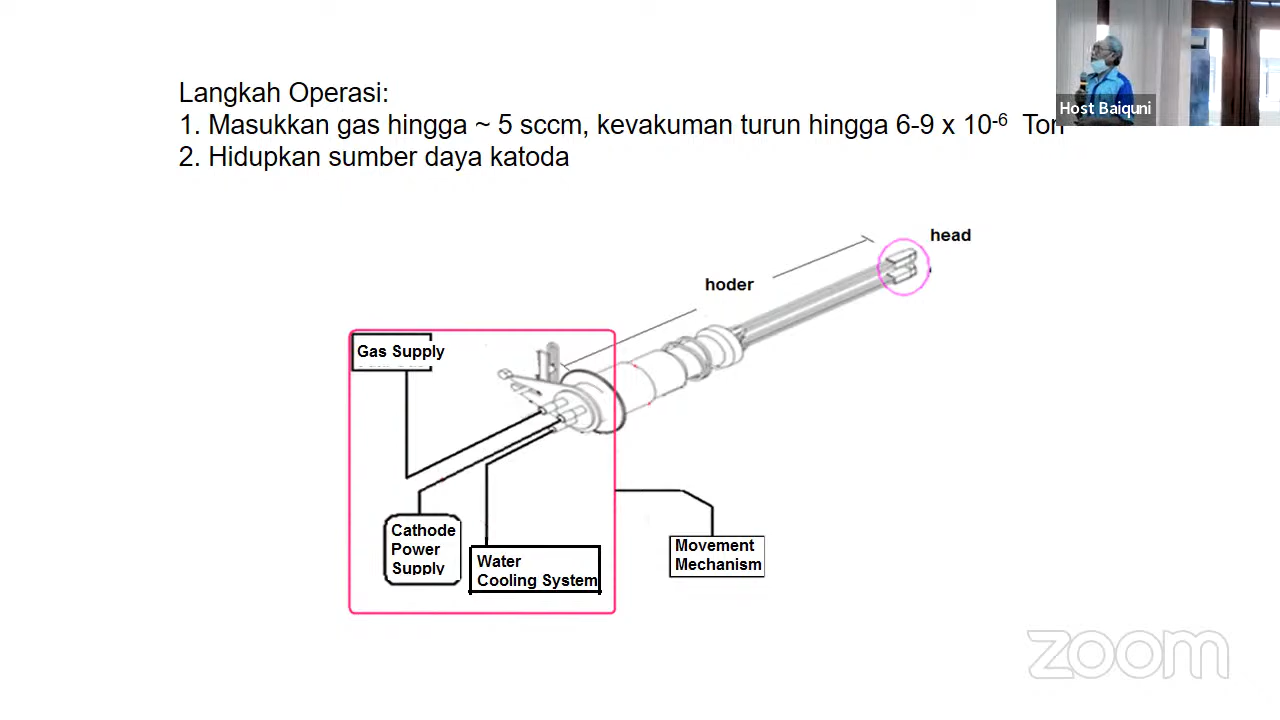 Langkah Operasi:
1. Masukkan gas hingga ~ 5 sccm, kevakuman turun hingga 6-9 x 10⁻⁶ Torr
2. Hidupkan sumber daya katoda
Host Baiquni
head
hoder
Gas Supply
Cathode
Power
Supply
Water
Cooling System
Movement
Mechanism
zoom